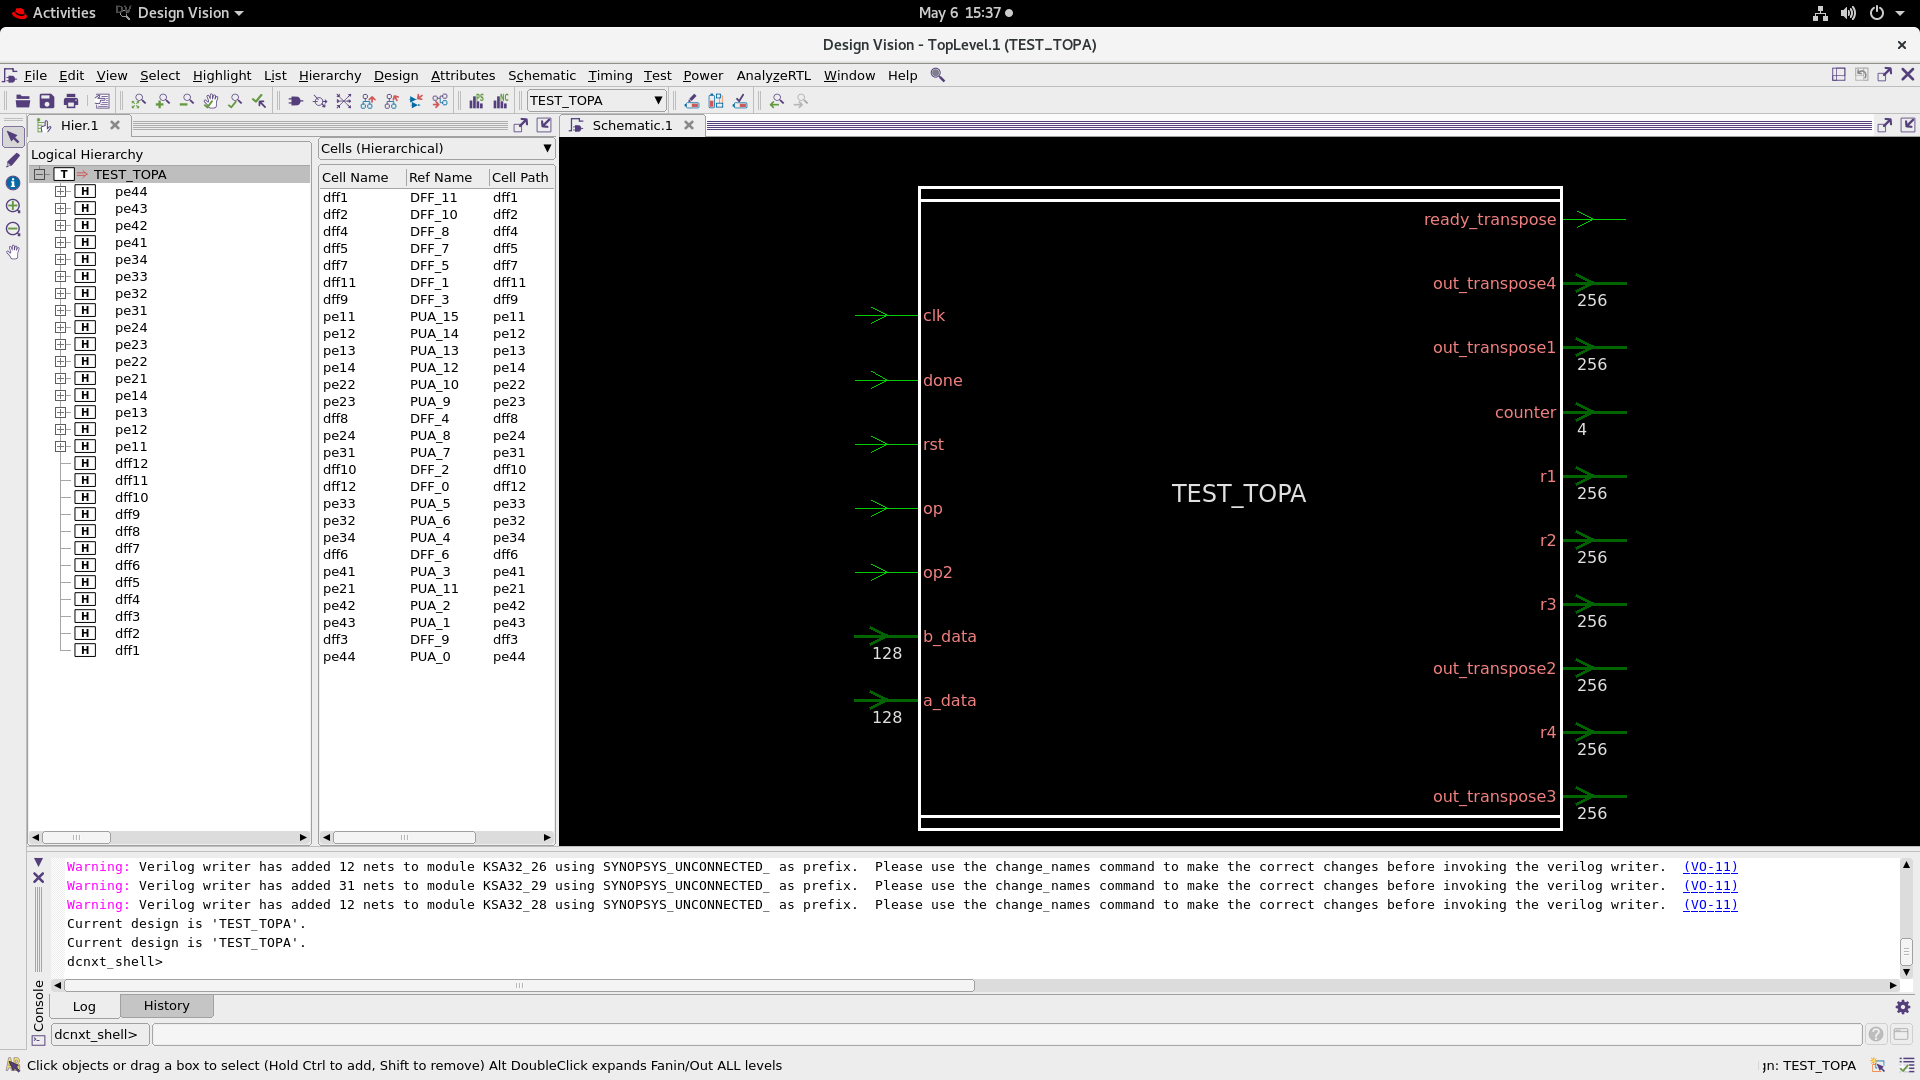 Activities
Design Vision
May 6 15:37
Design Vision - TopLevel.1 (TEST_TOPA)
File Edit View Select Highlight List Hierarchy Design Attributes Schematic Timing Test Power AnalyzeRTL Window Help
TEST_TOPA
Hier.1
Schematic.1
Logical Hierarchy
TEST_TOPA
H pe44
H pe43
H pe42
H pe41
H pe34
H pe33
H pe32
H pe31
H pe24
H pe23
H pe22
H pe21
H pe14
H pe13
H pe12
H pe11
H dff12
H dff11
H dff10
H dff9
H dff8
H dff7
H dff6
H dff5
H dff4
H dff3
H dff2
H dff1
Cells (Hierarchical)
Cell Name Ref Name Cell Path
dff1 DFF_11 dff1
dff2 DFF_10 dff2
dff4 DFF_8 dff4
dff5 DFF_7 dff5
dff7 DFF_5 dff7
dff11 DFF_1 dff11
dff9 DFF_3 dff9
pe11 PUA_15 pe11
pe12 PUA_14 pe12
pe13 PUA_13 pe13
pe14 PUA_12 pe14
pe22 PUA_10 pe22
pe23 PUA_9 pe23
dff8 DFF_4 dff8
pe24 PUA_8 pe24
pe31 PUA_7 pe31
dff10 DFF_2 dff10
dff12 DFF_0 dff12
pe33 PUA_5 pe33
pe32 PUA_6 pe32
pe34 PUA_4 pe34
dff6 DFF_6 dff6
pe41 PUA_3 pe41
pe21 PUA_11 pe21
pe42 PUA_2 pe42
pe43 PUA_1 pe43
dff3 DFF_9 dff3
pe44 PUA_0 pe44
clk
done
rst
op
op2
b_data
128
a_data
128
TEST_TOPA
ready_transpose
out_transpose4
256
out_transpose1
256
counter
4
r1
256
r2
256
r3
256
out_transpose2
256
r4
256
out_transpose3
256
Warning: Verilog writer has added 12 nets to module KSA32_26 using SYNOPSYS_UNCONNECTED_ as prefix.  Please use the change_names command to make the correct changes before invoking the verilog writer.  (VO-11)
Warning: Verilog writer has added 31 nets to module KSA32_29 using SYNOPSYS_UNCONNECTED_ as prefix.  Please use the change_names command to make the correct changes before invoking the verilog writer.  (VO-11)
Warning: Verilog writer has added 12 nets to module KSA32_28 using SYNOPSYS_UNCONNECTED_ as prefix.  Please use the change_names command to make the correct changes before invoking the verilog writer.  (VO-11)
Current design is 'TEST_TOPA'.
Current design is 'TEST_TOPA'.
dcnxt_shell>
Console
Log
History
dcnxt_shell>
Click objects or drag a box to select (Hold Ctrl to add, Shift to remove) Alt DoubleClick expands Fanin/Out ALL levels
gn: TEST_TOPA